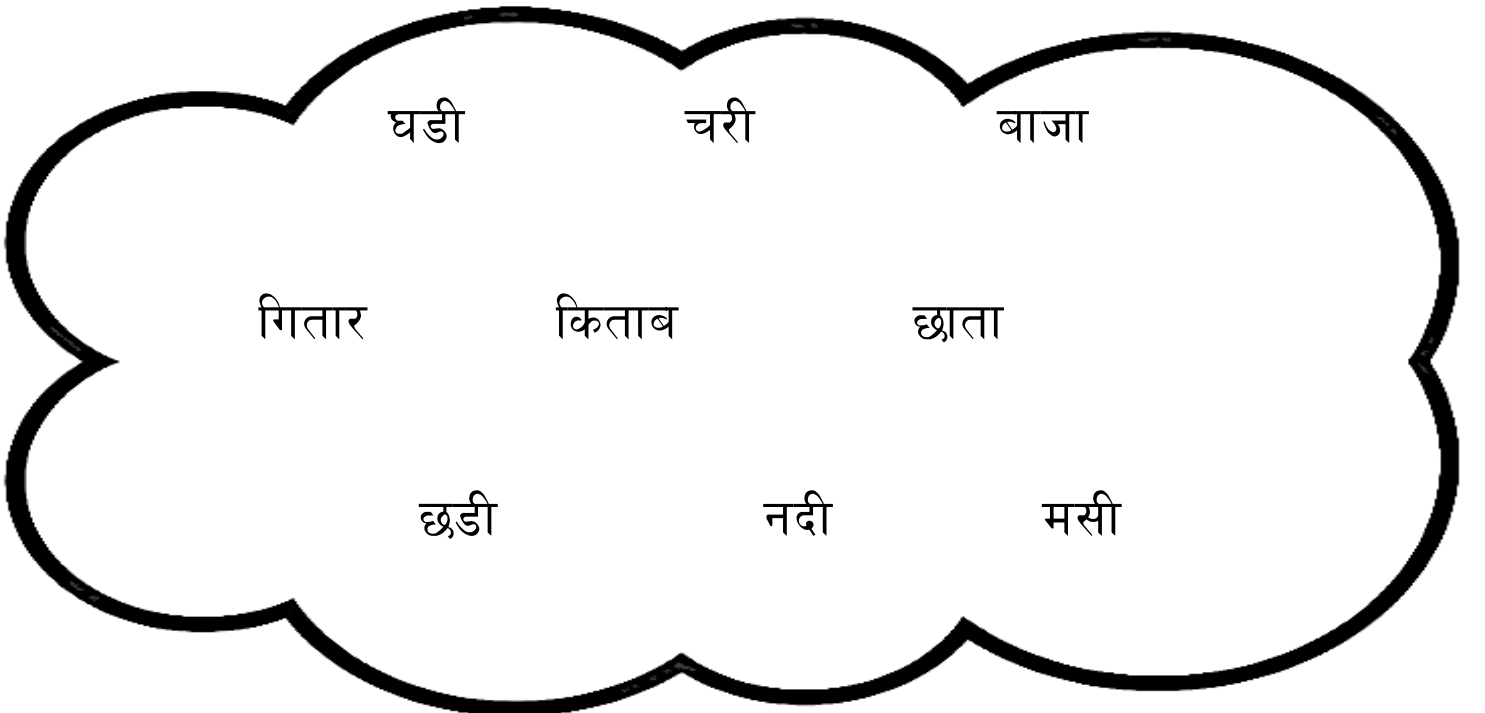 घडी चरी बाजा
गितार किताब छाता
छडी नदी मसी